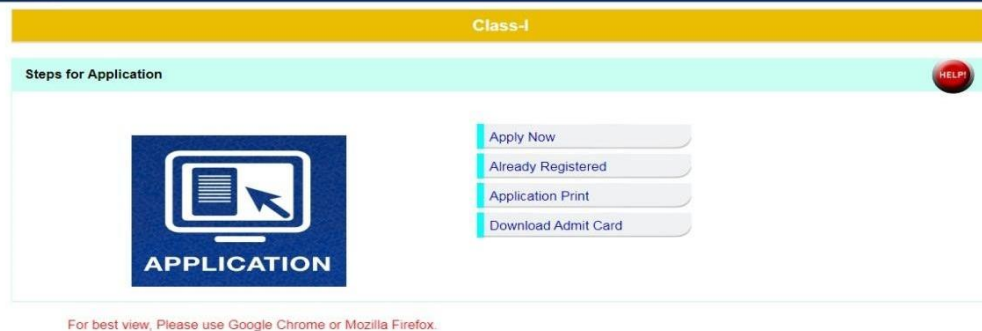 Class-I
Steps for Application
HELP!
Apply Now
Already Registered
Application Print
Download Admit Card
APPLICATION
For best view, Please use Google Chrome or Mozilla Firefox.